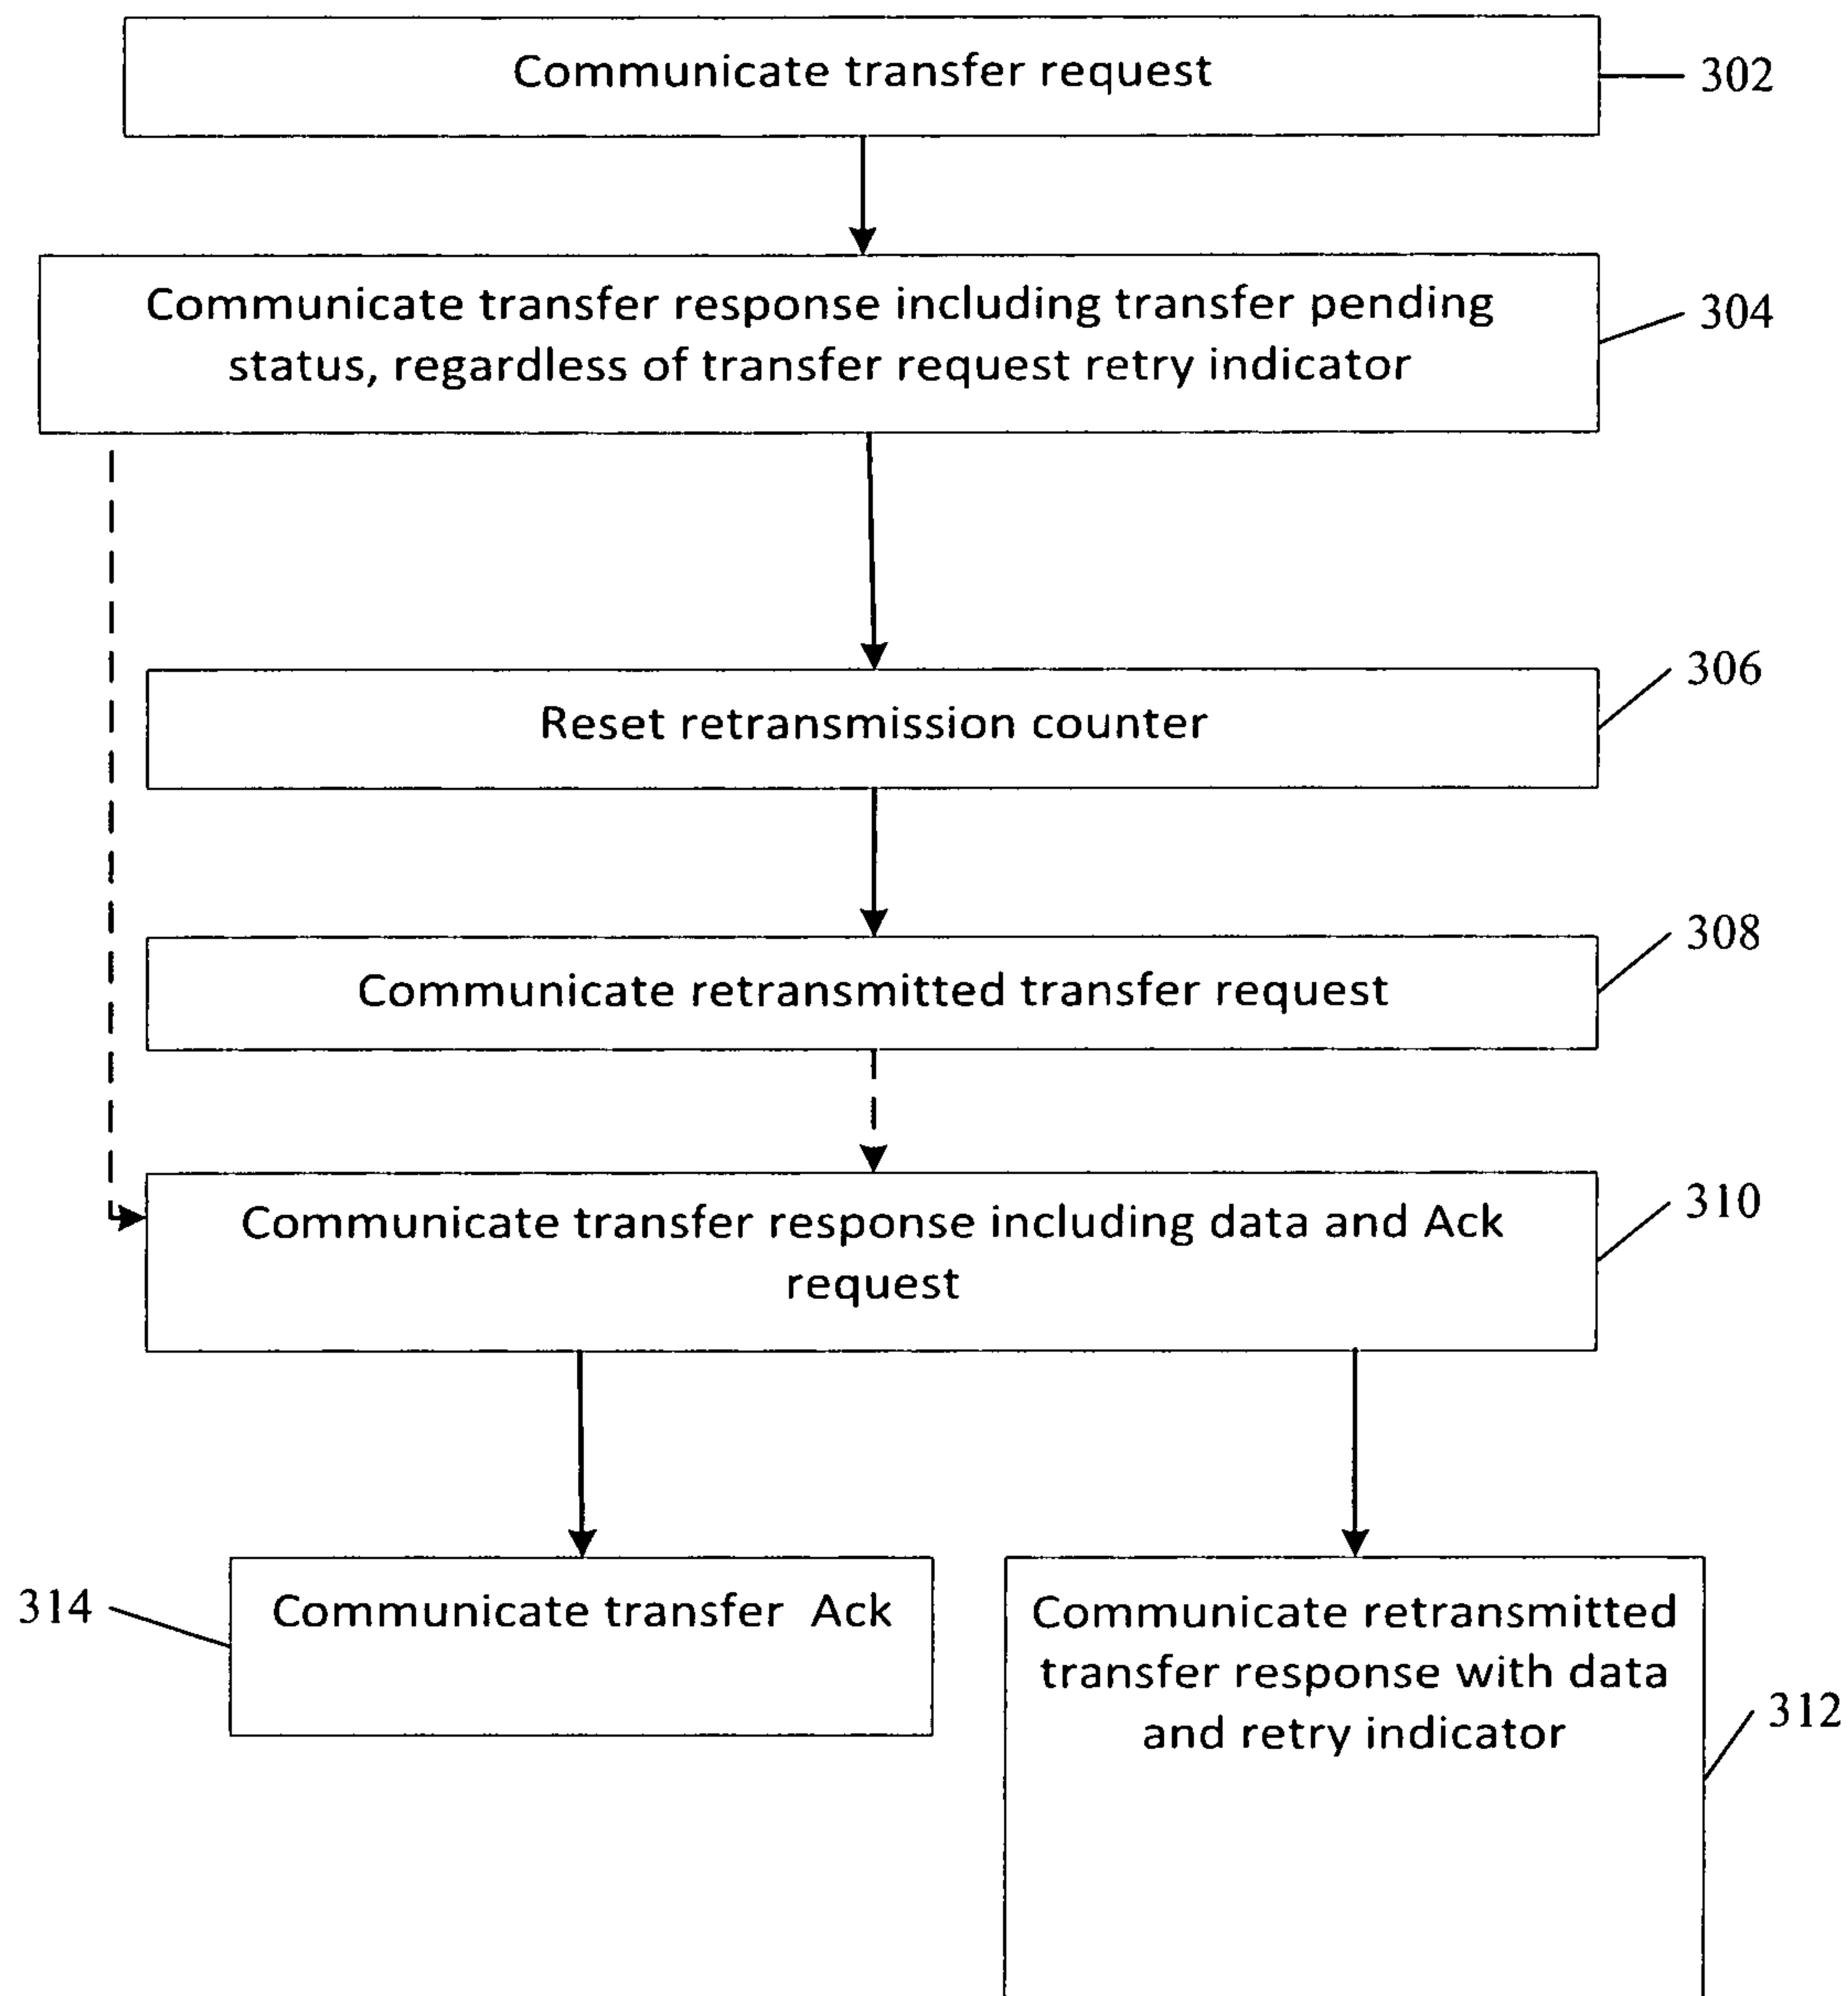 Communicate transfer request
302
Communicate transfer response including transfer pending
status, regardless of transfer request retry indicator
304
Reset retransmission counter
306
Communicate retransmitted transfer request
308
Communicate transfer response including data and Ack
request
310
314
Communicate transfer Ack
Communicate retransmitted
transfer response with data
and retry indicator
312